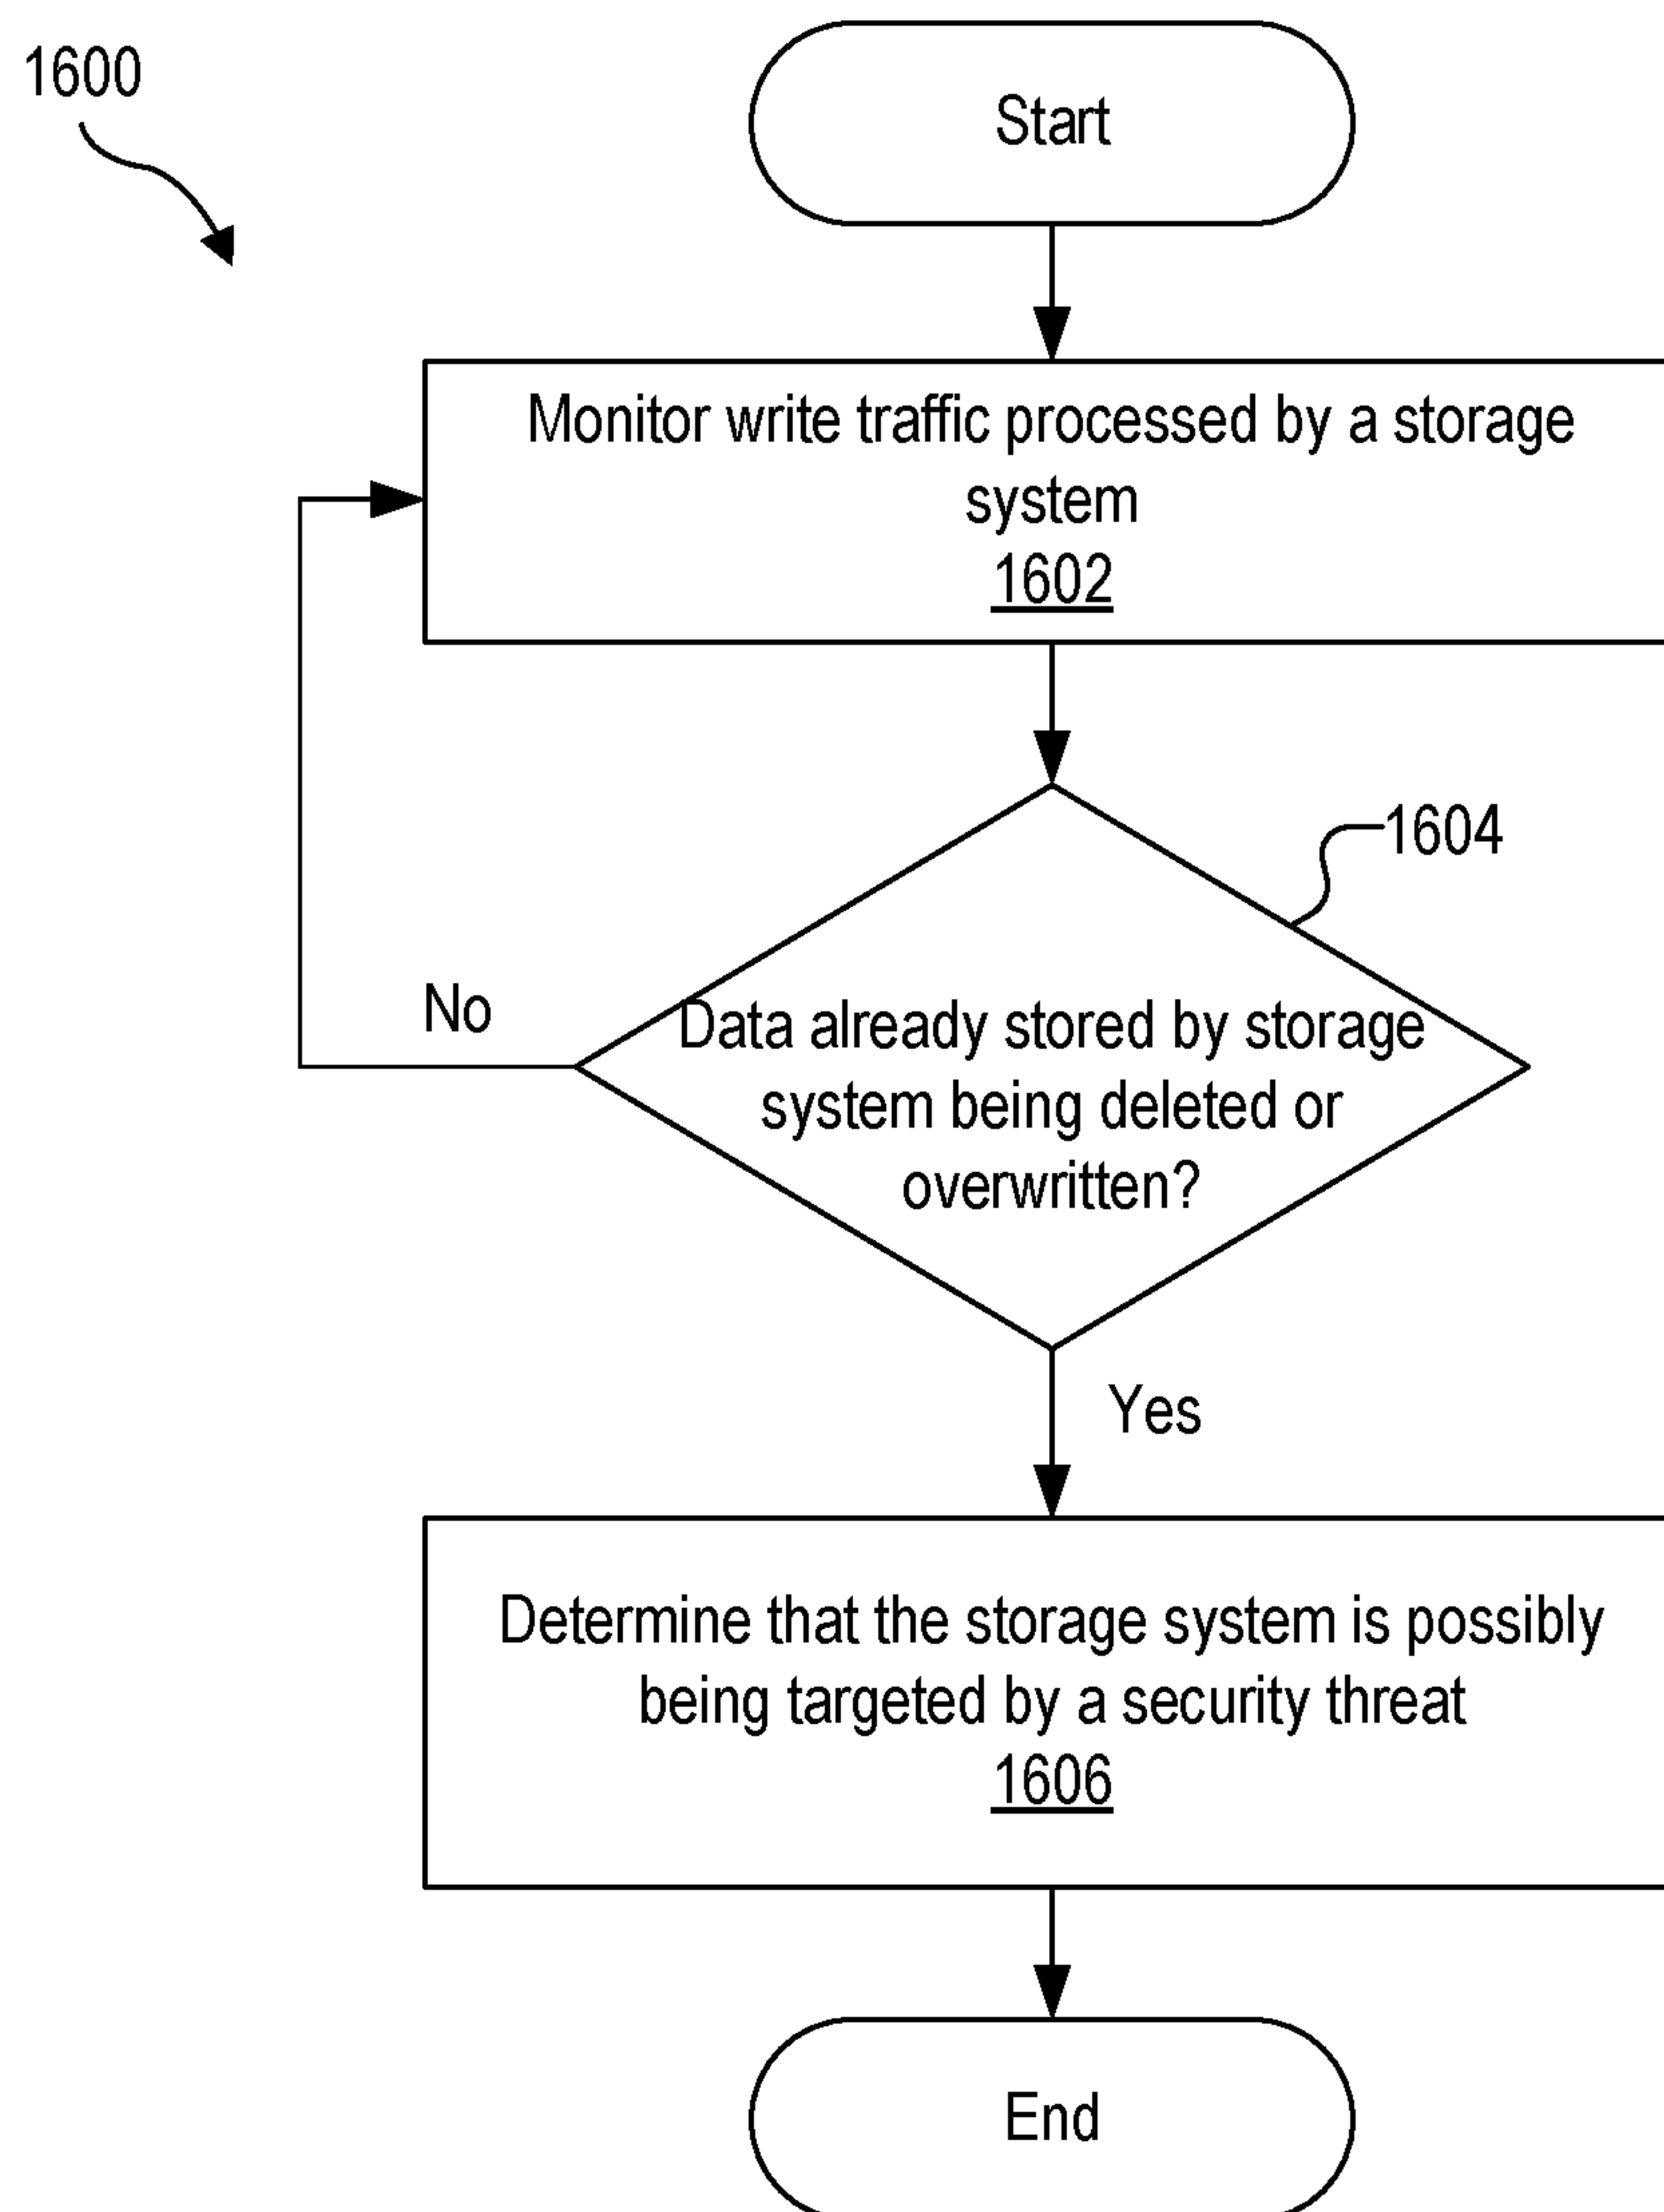 1600
Start
Monitor write traffic processed by a storage
system
1602
1604
No
Data already stored by storage
system being deleted or
overwritten?
Yes
Determine that the storage system is possibly
being targeted by a security threat
1606
End